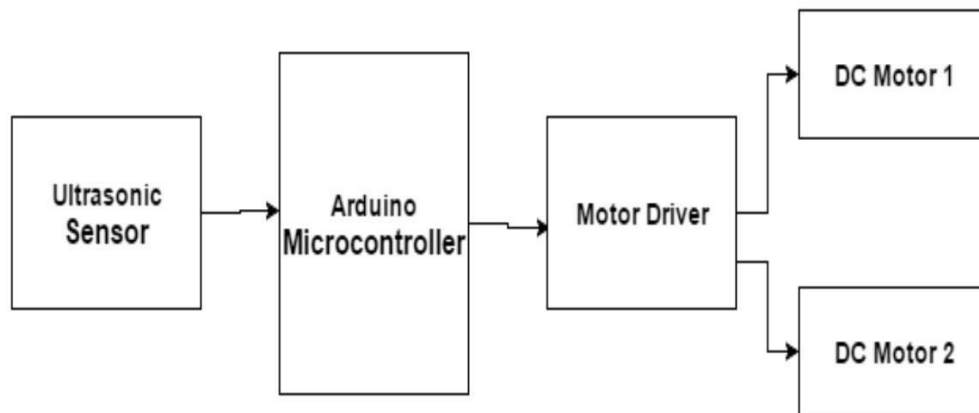 Ultrasonic
Sensor
Arduino
Microcontroller
Motor Driver
DC Motor 1
DC Motor 2